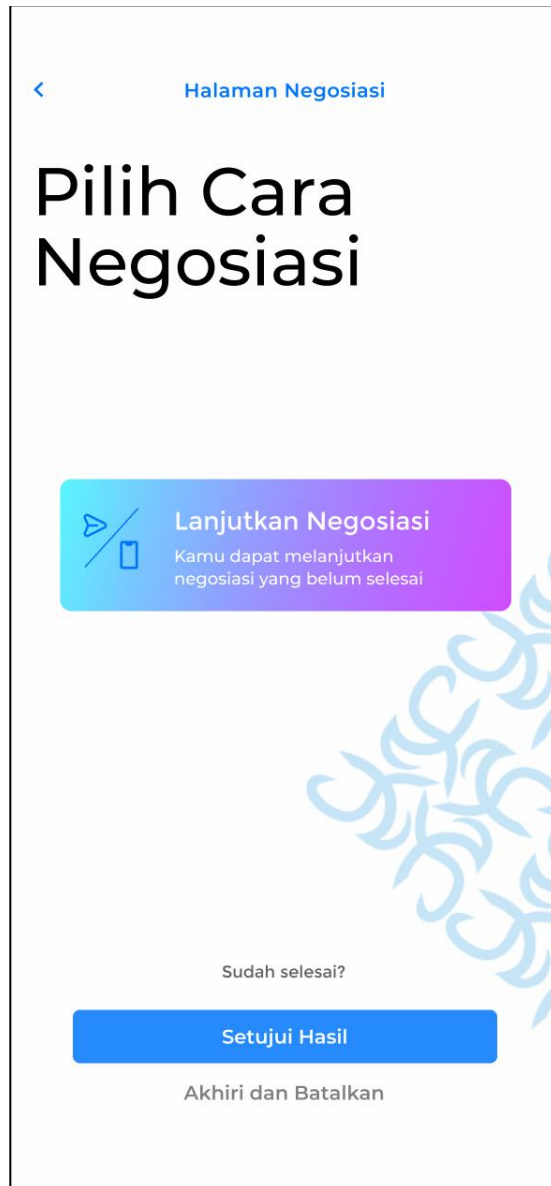 Halaman Negosiasi
Pilih Cara
Negosiasi
Lanjutkan Negosiasi
Kamu dapat melanjutkan
negosiasi yang belum selesai
Sudah selesai?
Setujui Hasil
Akhiri dan Batalkan